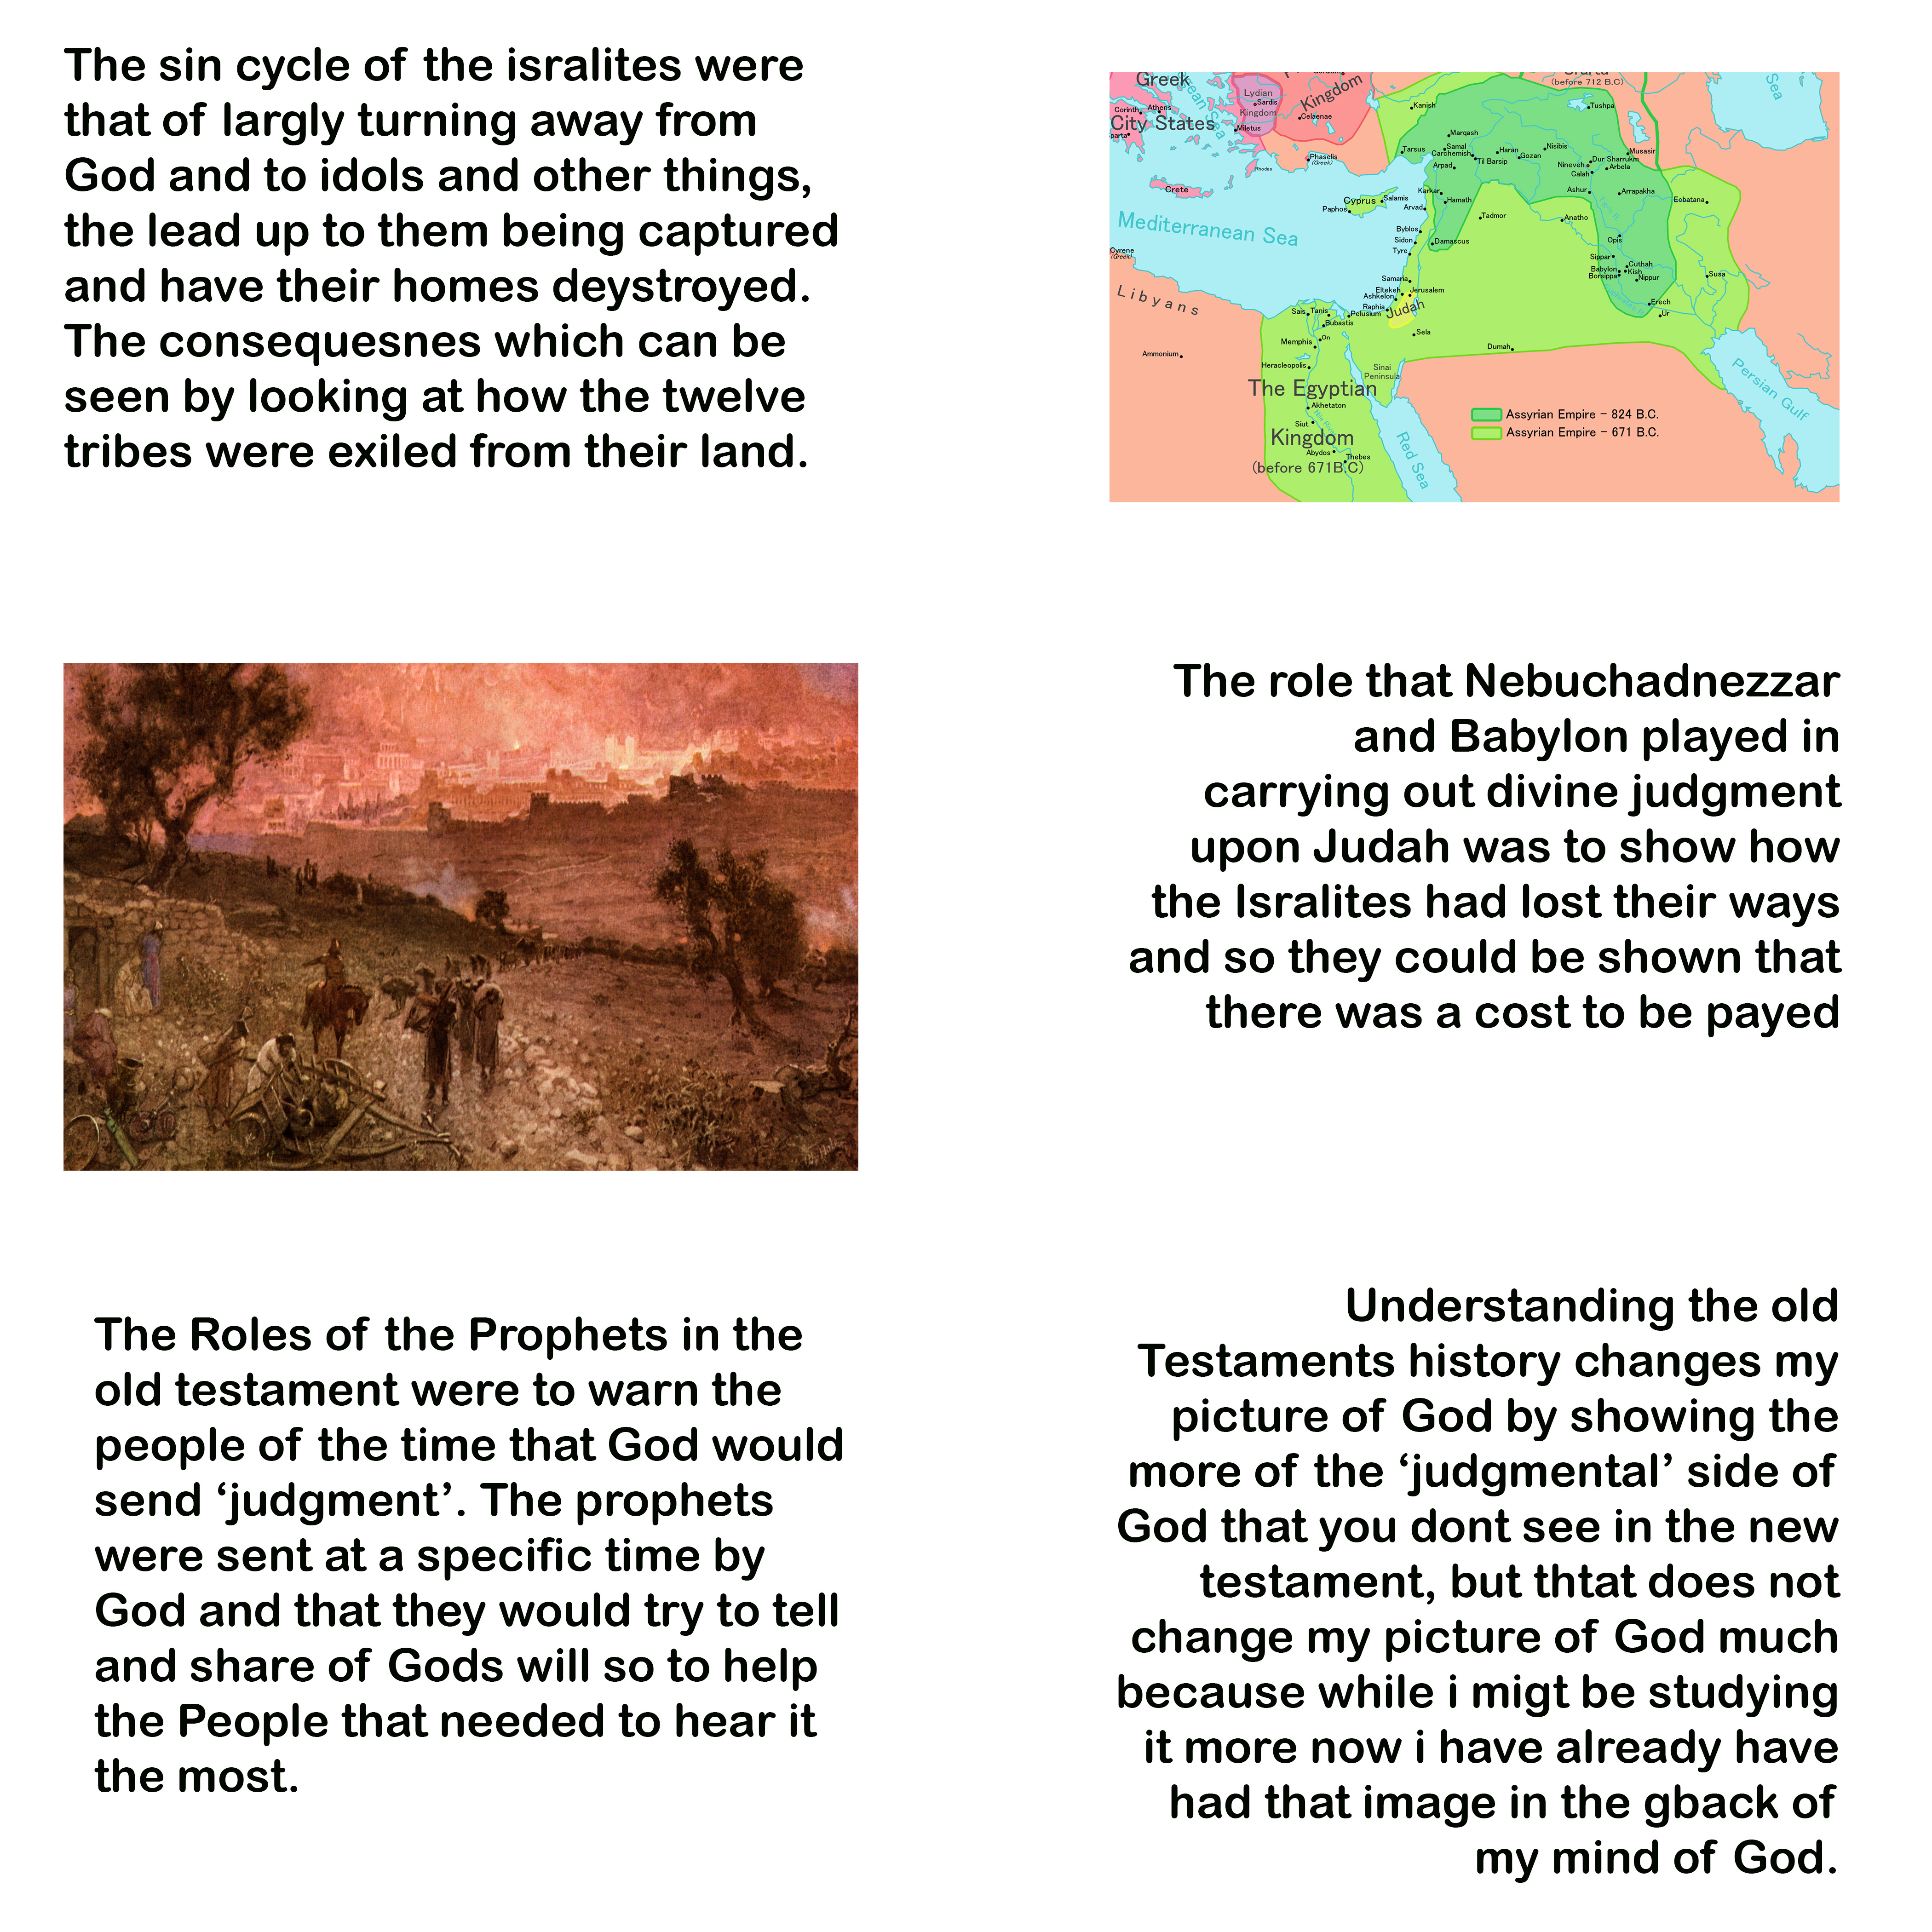 The sin cycle of the isralites were
that of largly turning away from
God and to idols and other things,
the lead up to them being captured
and have their homes deystroyed.
The consequesnes which can be
seen by looking at how the twelve
tribes were exiled from their land.
Greek
City States
Corinth
Athens
Lydian
Kingdom
Sardis
Miletus
Kingdom
Celaenae
Phaselis
(Greek)
Rhodes
Crete
Mediterranean Sea
Cyrene
(Greek)
Libyans
Ammonium
Kanish
(before 712 B.C)
Tushpa
Sea
Tarsus
Marqash
Samal
Carchemish
Til Barsip
Haran
Gozan
Nisibis
Arpad
Musasir
Dur Sharrukin
Nineveh
Arbela
Calah
Ashur
Arrapakha
Ecbatana
Cyprus
Salamis
Paphos
Karkar
Hamath
Arvad
Tadmor
Anatho
Byblos
Sidon
Tyre
Damascus
Opis
Sippar
Cuthah
Babylon
Kish
Borsippa
Nippur
Susa
Erech
Ur
Samaria
Eltekeh
Jerusalem
Ashkelon
Raphia
Judah
Sais
Tanis
Pelusium
Bubastis
On
Memphis
Sela
Dumah
Heracleopolis
Sinai
Peninsula
The Egyptian
Akhetaton
Siut
Kingdom
Abydos
Thebes
(before 671B.C)
Red Sea
Persian Gulf
Assyrian Empire - 824 B.C.
Assyrian Empire - 671 B.C.
The role that Nebuchadnezzar
and Babylon played in
carrying out divine judgment
upon Judah was to show how
the Isralites had lost their ways
and so they could be shown that
there was a cost to be payed
The Roles of the Prophets in the
old testament were to warn the
people of the time that God would
send ‘judgment’. The prophets
were sent at a specific time by
God and that they would try to tell
and share of Gods will so to help
the People that needed to hear it
the most.
Understanding the old
Testaments history changes my
picture of God by showing the
more of the ‘judgmental’ side of
God that you dont see in the new
testament, but thtat does not
change my picture of God much
because while i migt be studying
it more now i have already have
had that image in the gback of
my mind of God.